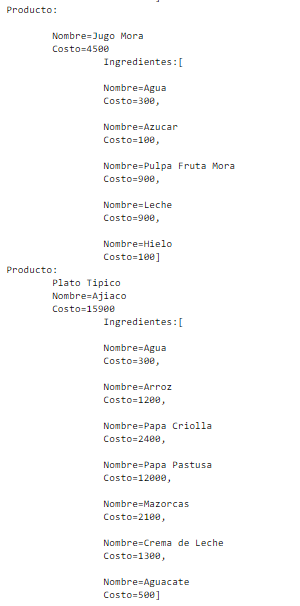 Producto:
Nombre=Jugo Mora
Costo=4500
Ingredientes:[
Nombre=Agua
Costo=300,
Nombre=Azucar
Costo=100,
Nombre=Pulpa Fruta Mora
Costo=900,
Nombre=Leche
Costo=900,
Nombre=Hielo
Costo=100]
Producto:
Plato Tipico
Nombre=Ajiaco
Costo=15900
Ingredientes:[
Nombre=Agua
Costo=300,
Nombre=Arroz
Costo=1200,
Nombre=Papa Criolla
Costo=2400,
Nombre=Papa Pastusa
Costo=12000,
Nombre=Mazorcas
Costo=2100,
Nombre=Crema de Leche
Costo=1300,
Nombre=Aguacate
Costo=500]